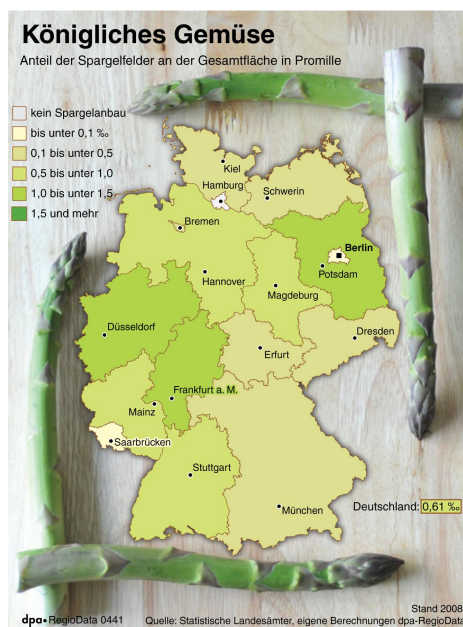 Königliches Gemüse
Anteil der Spargelfelder an der Gesamtfläche in Promille
kein Spargelanbau
bis unter 0,1 ‰
0,1 bis unter 0,5
0,5 bis unter 1,0
1,0 bis unter 1,5
1,5 und mehr
Kiel
Hamburg
Schwerin
Bremen
Berlin
Hannover
Potsdam
Magdeburg
Düsseldorf
Dresden
Erfurt
Frankfurt a. M.
Mainz
Saarbrücken
Stuttgart
München
Deutschland: 0,61 ‰
Stand 2008
dpa•RegioData 0441
Quelle: Statistische Landesämter, eigene Berechnungen dpa-RegioData